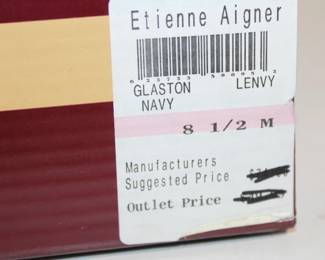 Etienne Aigner
GLASTON LENVY
NAVY
8 1/2 M
Manufacturers
Suggested Price
Outlet Price